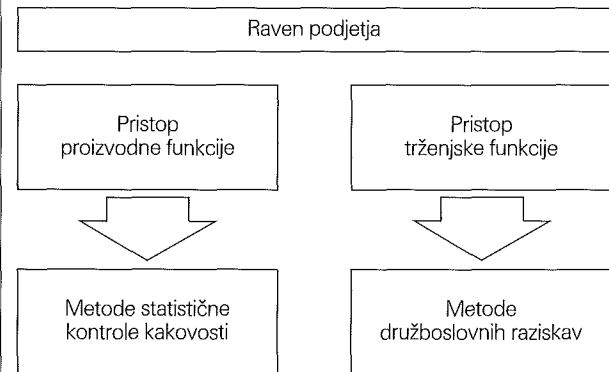 Raven podjetja
Pristop
proizvodne funkcije
Pristop
trženjske funkcije
Metode statistične
kontrole kakovosti
Metode
družboslovnih raziskav